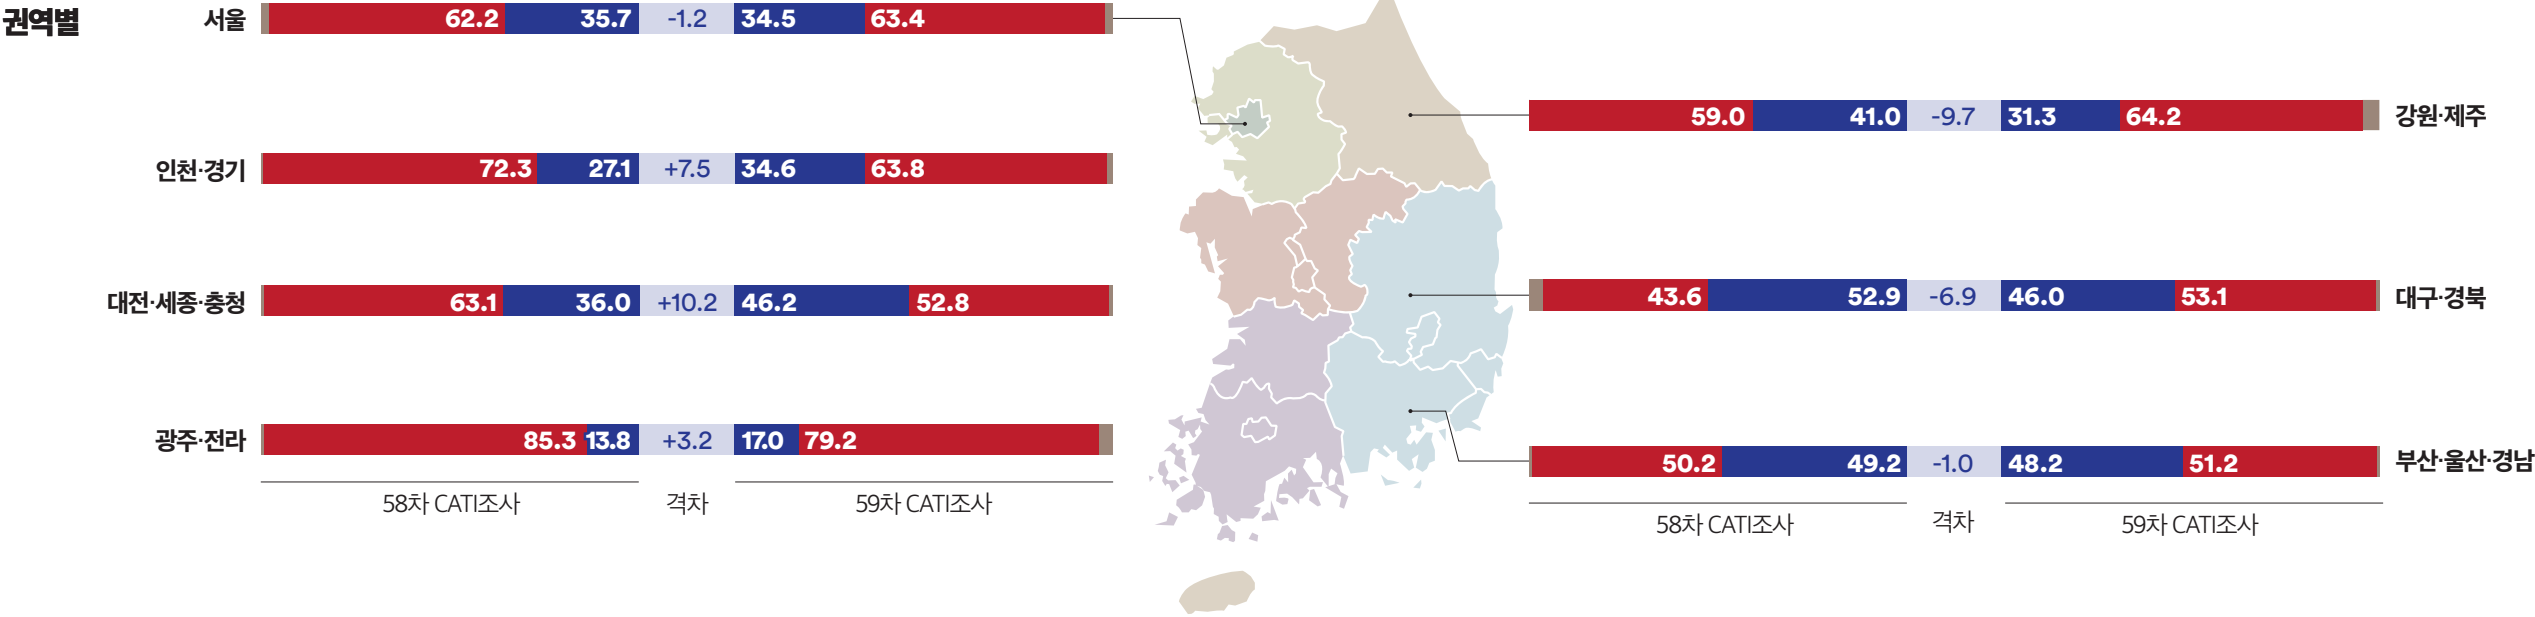 권역별
서울 62.2 35.7 -1.2 34.5 63.4
인천·경기 72.3 27.1 +7.5 34.6 63.8
대전·세종·충청 63.1 36.0 +10.2 46.2 52.8
광주·전라 85.3 13.8 +3.2 17.0 79.2
58차 CATI조사 격차 59차 CATI조사
59.0 41.0 -9.7 31.3 64.2 강원·제주
43.6 52.9 -6.9 46.0 53.1 대구·경북
50.2 49.2 -1.0 48.2 51.2 부산·울산·경남
58차 CATI조사 격차 59차 CATI조사